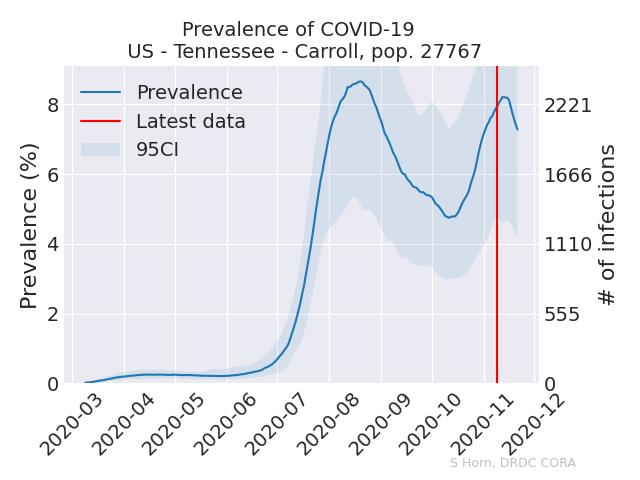 Prevalence of COVID-19
US - Tennessee - Carroll, pop. 27767
Prevalence
Latest data
95CI
Prevalence (%)
8
6
4
2
0
2221
1666
1110
555
0
# of infections
2020-03
2020-04
2020-05
2020-06
2020-07
2020-08
2020-09
2020-10
2020-11
2020-12
S Horn, DRDC CORA